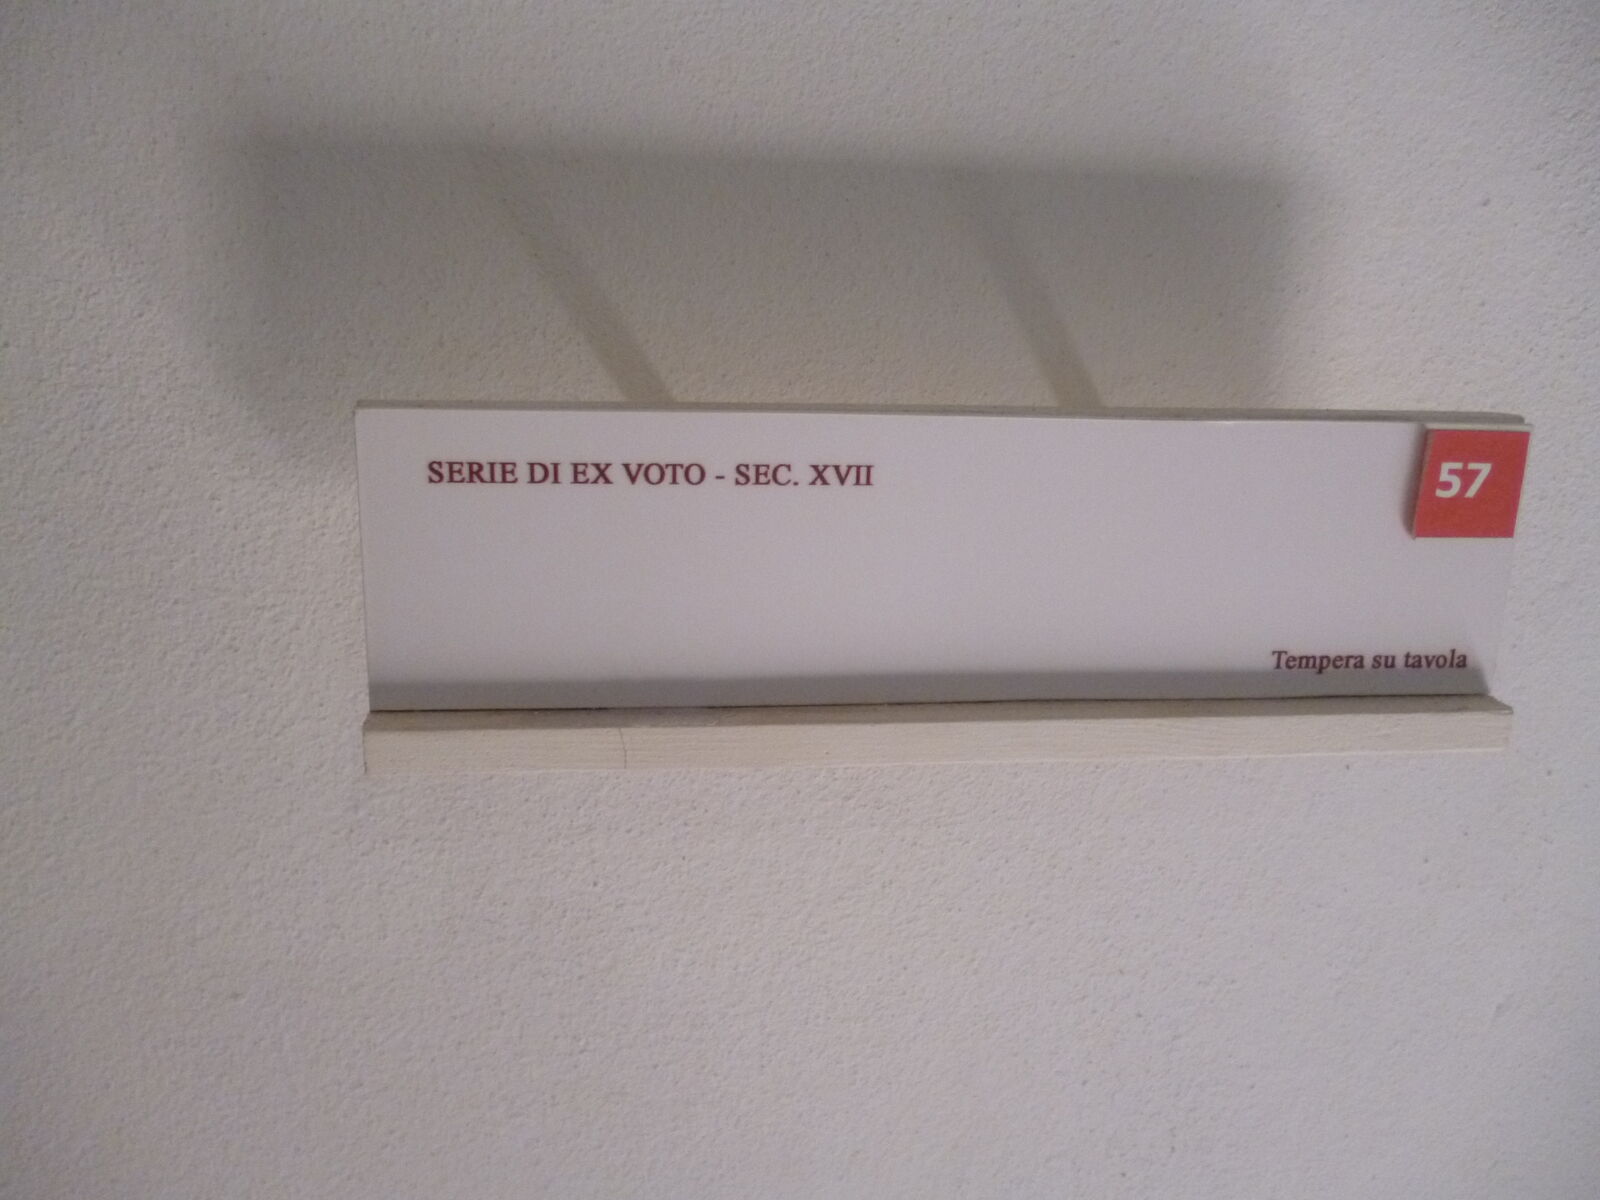 SERIE DI EX VOTO - SEC. XVII
57
Tempera su tavola